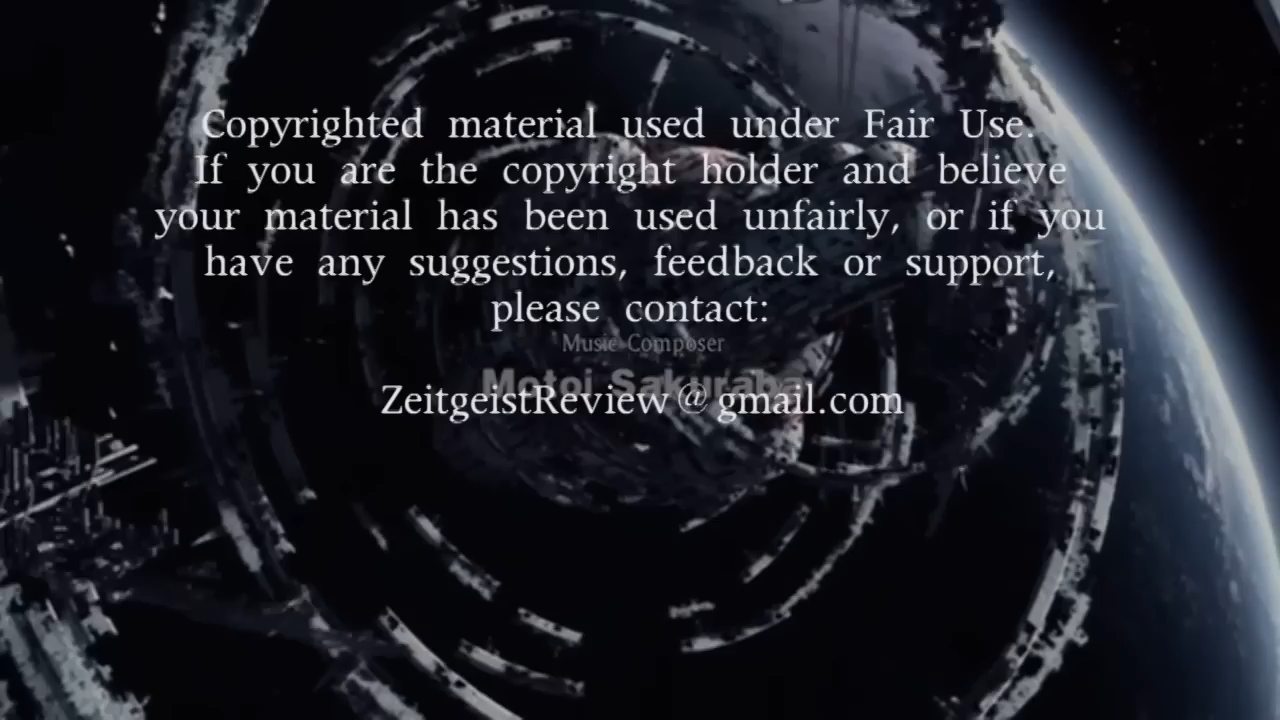 Copyrighted material used under Fair Use.
If you are the copyright holder and believe
your material has been used unfairly, or if you
have any suggestions, feedback or support,
please contact:
Music Composer
Motoi Sakuraba
ZeitgeistReview@gmail.com